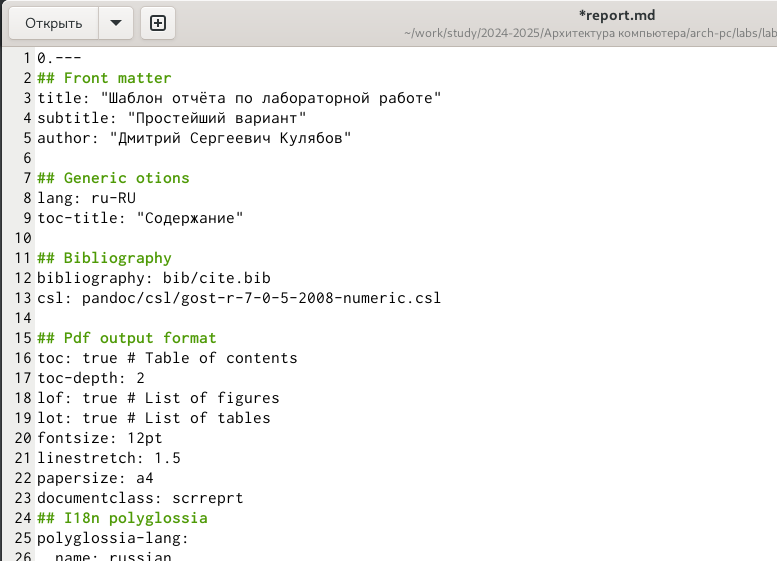 Открыть
*report.md
~/work/study/2024-2025/Архитектура компьютера/arch-pc/labs/lab
1 0.---
2 ## Front matter
3 title: "Шаблон отчёта по лабораторной работе"
4 subtitle: "Простейший вариант"
5 author: "Дмитрий Сергеевич Кулябов"
6
7 ## Generic otions
8 lang: ru-RU
9 toc-title: "Содержание"
10
11 ## Bibliography
12 bibliography: bib/cite.bib
13 csl: pandoc/csl/gost-r-7-0-5-2008-numeric.csl
14
15 ## Pdf output format
16 toc: true # Table of contents
17 toc-depth: 2
18 lof: true # List of figures
19 lot: true # List of tables
20 fontsize: 12pt
21 linestretch: 1.5
22 papersize: a4
23 documentclass: scrreprt
24 ## I18n polyglossia
25 polyglossia-lang:
26   name: russian